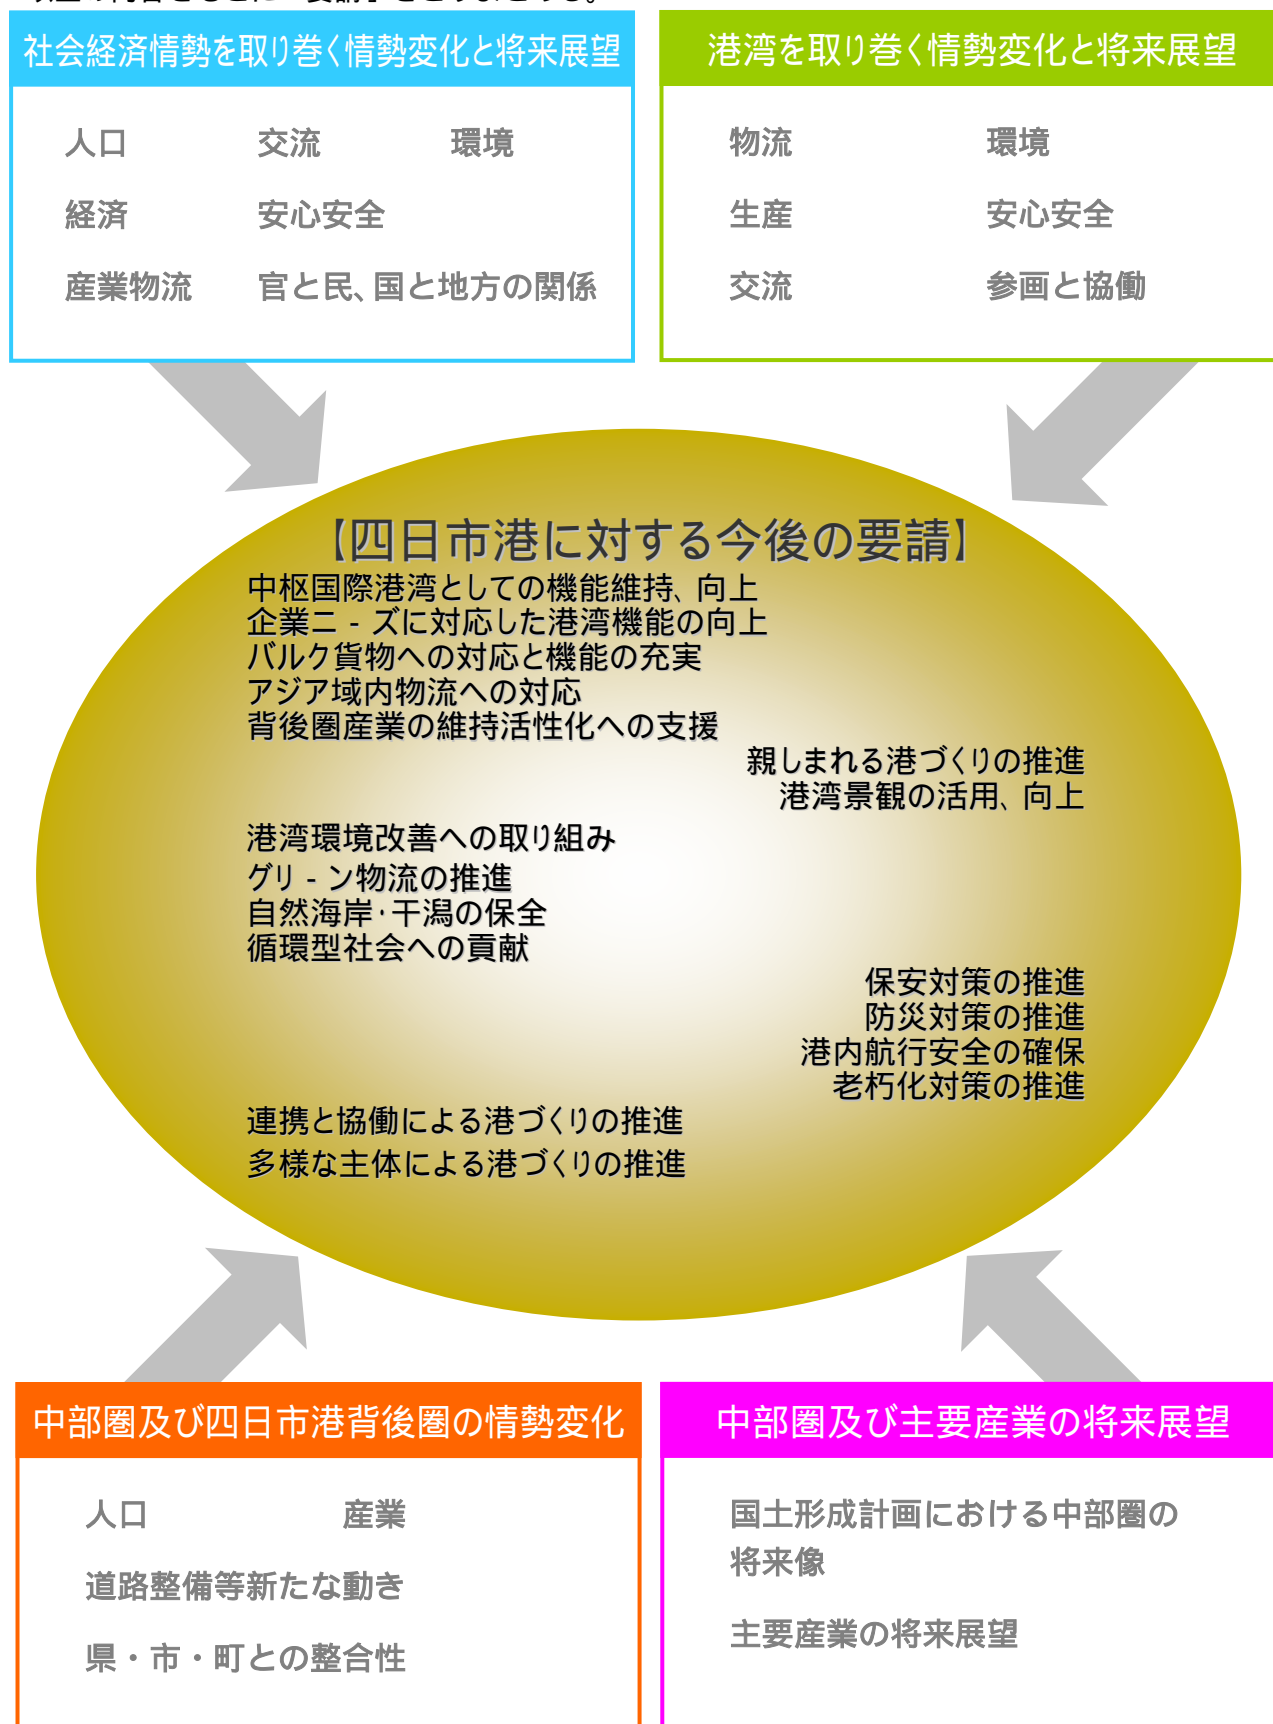 社会経済情勢を取り巻く情勢変化と将来展望
人口 交流 環境
経済 安心安全
産業物流 官と民、国と地方の関係
港湾を取り巻く情勢変化と将来展望
物流 環境
生産 安心安全
交流 参画と協働
【四日市港に対する今後の要請】
中枢国際港湾としての機能維持、向上
企業ニ-ズに対応した港湾機能の向上
バルク貨物への対応と機能の充実
アジア域内物流への対応
背後圏産業の維持活性化への支援
親しまれる港づくりの推進
港湾景観の活用、向上
港湾環境改善への取り組み
グリ-ン物流の推進
自然海岸・干潟の保全
循環型社会への貢献
保安対策の推進
防災対策の推進
港内航行安全の確保
老朽化対策の推進
連携と協働による港づくりの推進
多様な主体による港づくりの推進
中部圏及び四日市港背後圏の情勢変化
人口 産業
道路整備等新たな動き
県・市・町との整合性
中部圏及び主要産業の将来展望
国土形成計画における中部圏の
将来像
主要産業の将来展望